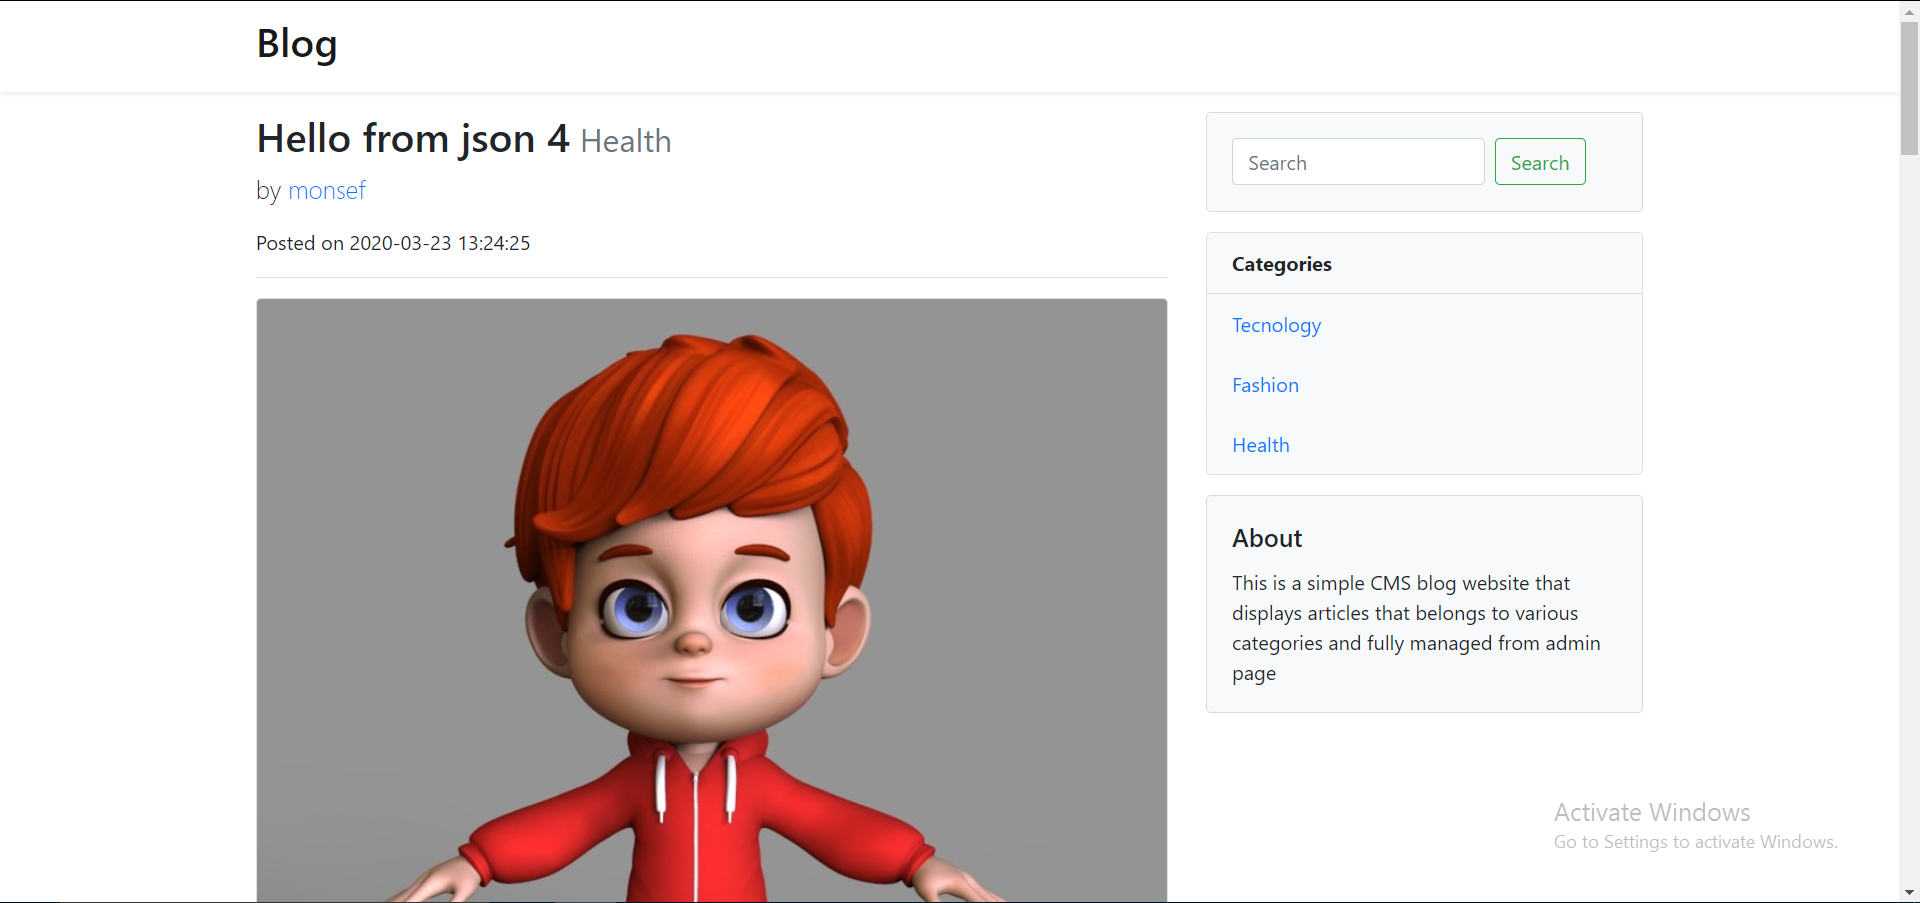 Blog
Hello from json 4 Health
by monsef
Posted on 2020-03-23 13:24:25
Search Search
Categories
Tecnology
Fashion
Health
About
This is a simple CMS blog website that
displays articles that belongs to various
categories and fully managed from admin
page
Activate Windows
Go to Settings to activate Windows.